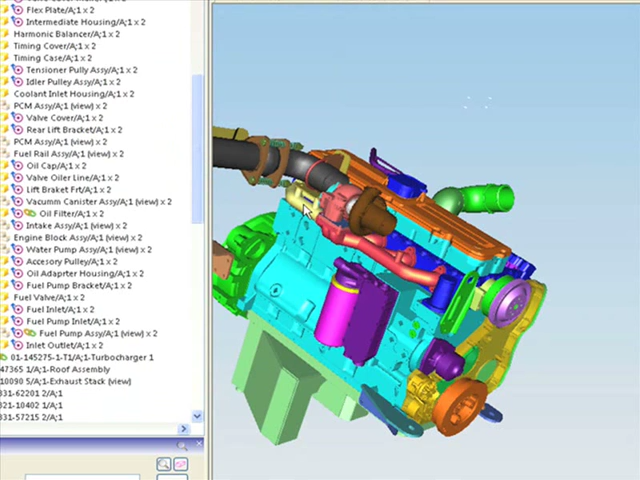 Flex Plate/A;1 x 2
Intermediate Housing/A;1 x 2
Harmonic Balancer/A;1 x 2
Timing Cover/A;1 x 2
Timing Case/A;1 x 2
Tensioner Pully Assy/A;1 x 2
Idler Pulley Assy/A;1 x 2
Coolant Inlet Housing/A;1 x 2
PCM Assy/A;1 (view) x 2
Valve Cover/A;1 x 2
Rear Lift Bracket/A;1 x 2
PCM Assy/A;1 (view) x 2
Fuel Rail Assy/A;1 (view) x 2
Oil Cap/A;1 x 2
Valve Oiler Line/A;1 x 2
Lift Braket Frt/A;1 x 2
Vacumn Canister Assy/A;1 (view) x 2
Oil Filter/A;1 x 2
Intake Assy/A;1 (view) x 2
Engine Block Assy/A;1 (view) x 2
Water Pump Assy/A;1 (view) x 2
Accesory Pulley/A;1 x 2
Oil Adaprter Housing/A;1 x 2
Fuel Pump Bracket/A;1 x 2
Fuel Valve/A;1 x 2
Fuel Inlet/A;1 x 2
Fuel Pump Inlet/A;1 x 2
Fuel Pump Assy/A;1 (view) x 2
Inlet Outlet/A;1 x 2
01-145275-1-T1/A;1-Turbocharger 1
47365 1/A;1-Roof Assembly
10090 5/A;1-Exhaust Stack (view)
331-62201 2/A;1
321-10402 1/A;1
331-57215 2/A;1